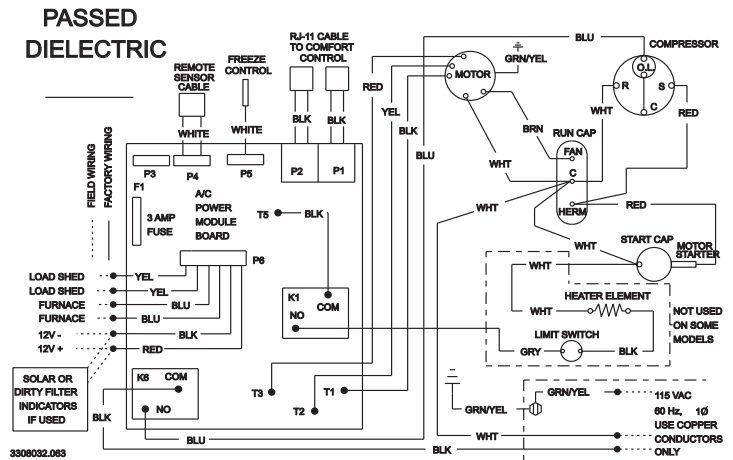 PASSED
DIELECTRIC
REMOTE
SENSOR
CABLE
FREEZE
CONTROL
RJ-11 CABLE
TO COMFORT
CONTROL
BLU
COMPRESSOR
GRN/YEL
MOTOR
O.L.
R
S
C
RED
YEL
BLK
BLU
WHITE
WHITE
BLK
BLK
WHT
RED
BRN
RUN CAP
FAN
C
HERM
WHT
WHT
RED
WHT
START CAP
MOTOR
STARTER
FIELD WIRING
FACTORY WIRING
P3
P4
P5
P2
P1
F1
3 AMP
FUSE
A/C
POWER
MODULE
BOARD
T5
BLK
P6
LOAD SHED
YEL
LOAD SHED
YEL
FURNACE
BLU
FURNACE
BLU
12V -
BLK
12V +
RED
K1
COM
NO
WHT
HEATER ELEMENT
WHT
LIMIT SWITCH
GRY
BLK
NOT USED
ON SOME
MODELS
SOLAR OR
DIRTY FILTER
INDICATORS
IF USED
K6
COM
NO
T3
T1
T2
BLK
BLU
GRN/YEL
GRN/YEL
115 VAC
60 Hz, 1Ø
USE COPPER
CONDUCTORS
ONLY
WHT
BLK
3308032.063